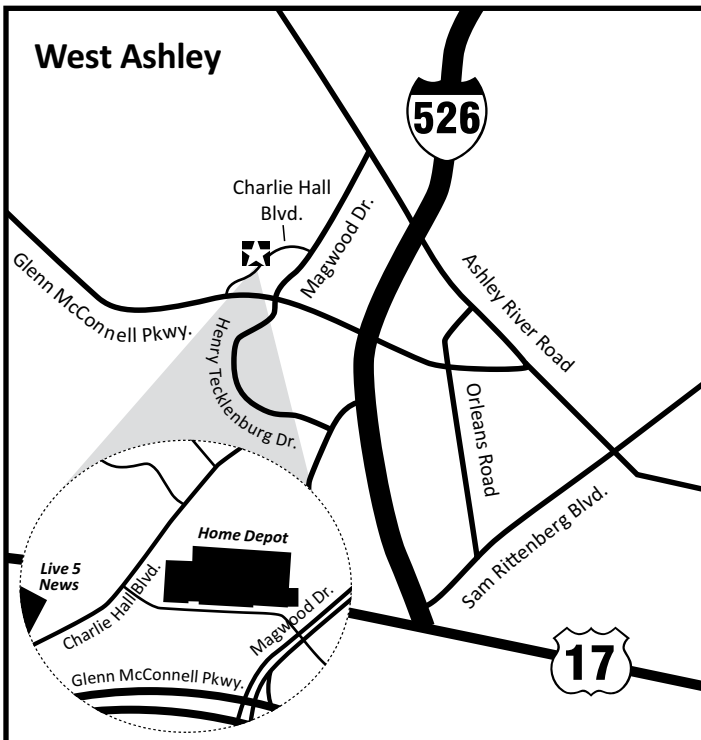 West Ashley
526
Charlie Hall
Blvd.
Magwood Dr.
Glenn McConnell Pkwy.
Ashley River Road
Henry Tecklenburg Dr.
Orleans Road
Sam Rittenberg Blvd.
Home Depot
Live 5
News
Charlie Hall Blvd.
Magwood Dr.
Glenn McConnell Pkwy.
17